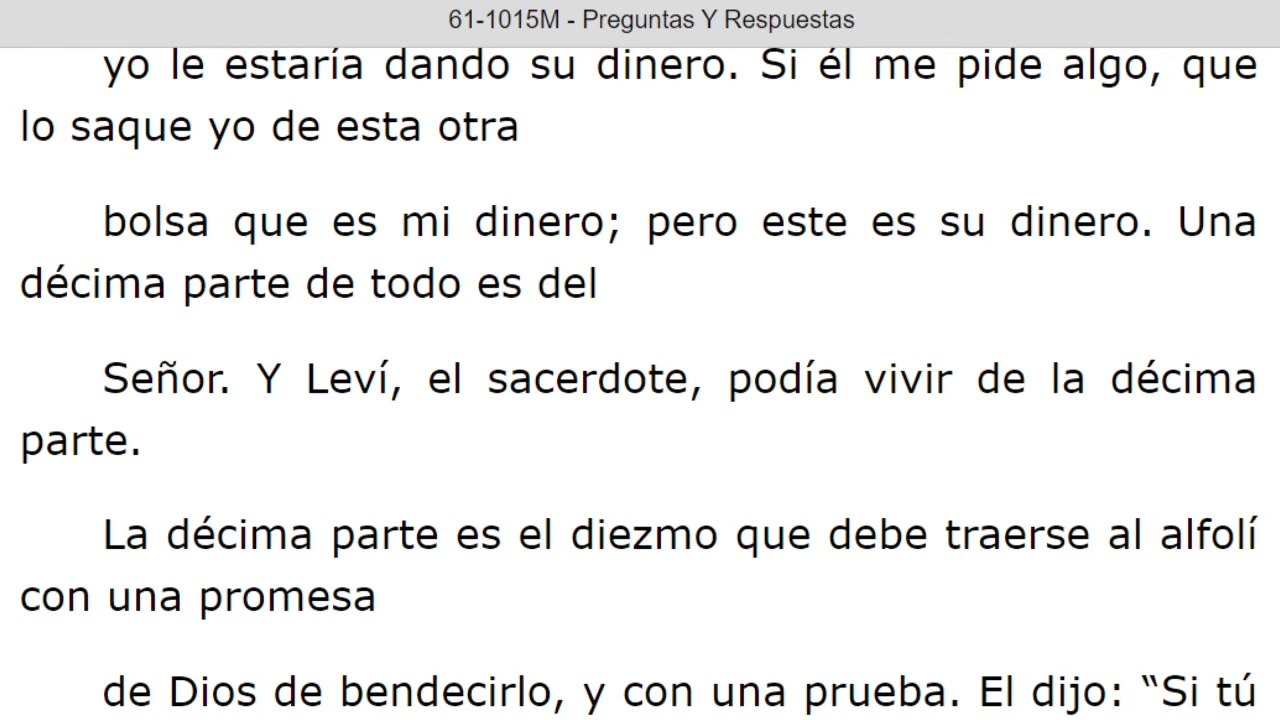 61-1015M - Preguntas Y Respuestas
yo le estaría dando su dinero. Si él me pide algo, que
lo saque yo de esta otra
bolsa que es mi dinero; pero este es su dinero. Una
décima parte de todo es del
Señor. Y Leví, el sacerdote, podía vivir de la décima
parte.
La décima parte es el diezmo que debe traerse al alfolí
con una promesa
de Dios de bendecirlo, y con una prueba. El dijo: “Si tú